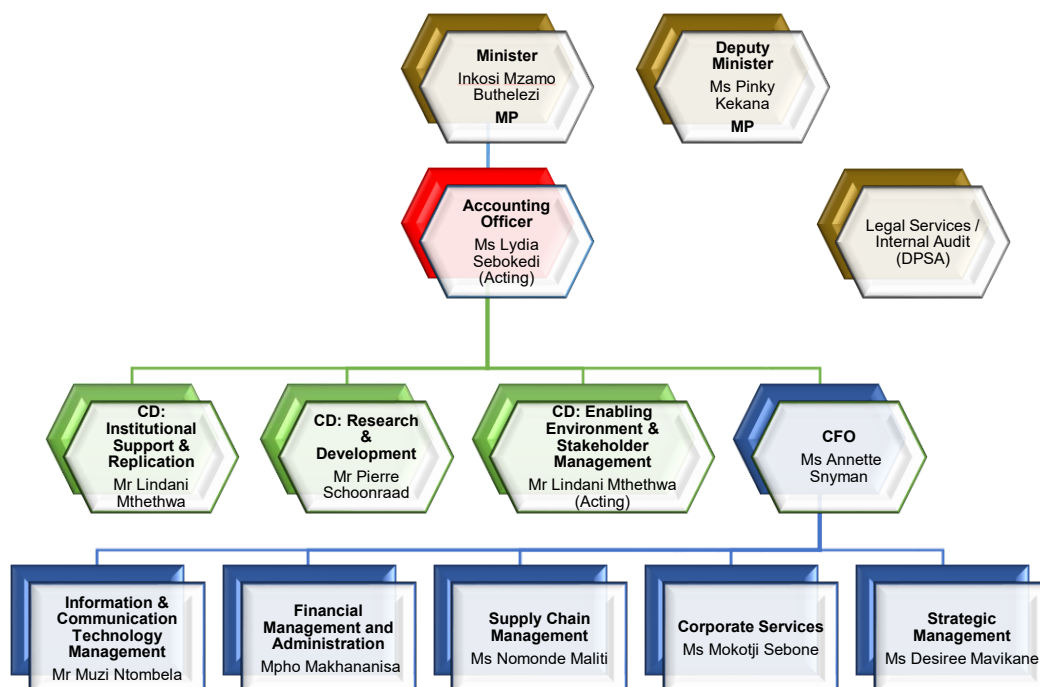 Minister
Inkosi Mzamo
Buthelezi
MP
Deputy
Minister
Ms Pinky
Kekana
MP
Accounting
Officer
Ms Lydia
Sebokedi
(Acting)
Legal Services /
Internal Audit
(DPSA)
CD:
Institutional
Support &
Replication
Mr Lindani
Mthethwa
CD: Research
&
Development
Mr Pierre
Schoonraad
CD: Enabling
Environment &
Stakeholder
Management
Mr Lindani Mthethwa
(Acting)
CFO
Ms Annette
Snyman
Information &
Communication
Technology
Management
Mr Muzi Ntombela
Financial
Management and
Administration
Mpho Makhananisa
Supply Chain
Management
Ms Nomonde Maliti
Corporate Services
Ms Mokotji Sebone
Strategic
Management
Ms Desiree Mavikane